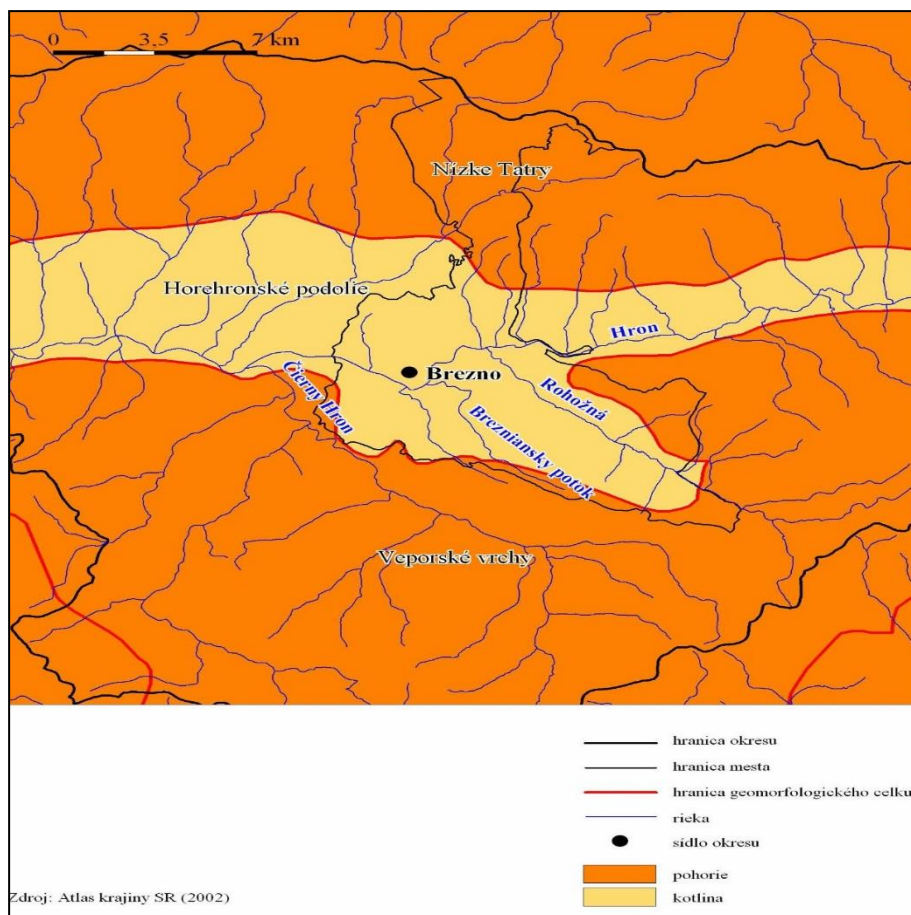 0 3,5 7 km
Nízke Tatry
Horehronské podolie
Hron
Brezno
Čierny Hron
Rohožná
Brezniansky potok
Veporské vrchy
hranica okresu
hranica mesta
hranica geomorfologického celku
rieka
sídlo okresu
pohorie
kotlina
Zdroj: Atlas krajiny SR (2002)